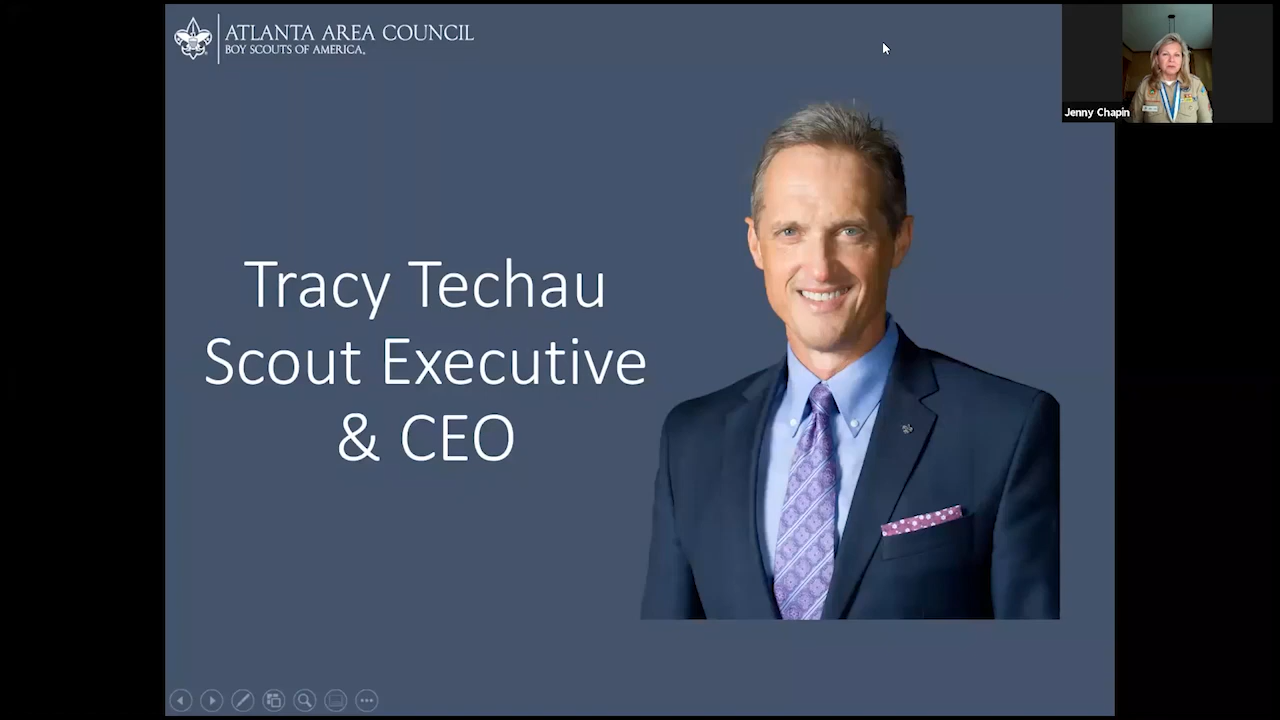 ATLANTA AREA COUNCIL
BOY SCOUTS OF AMERICA.
Jenny Chapin
Tracy Techau
Scout Executive
& CEO